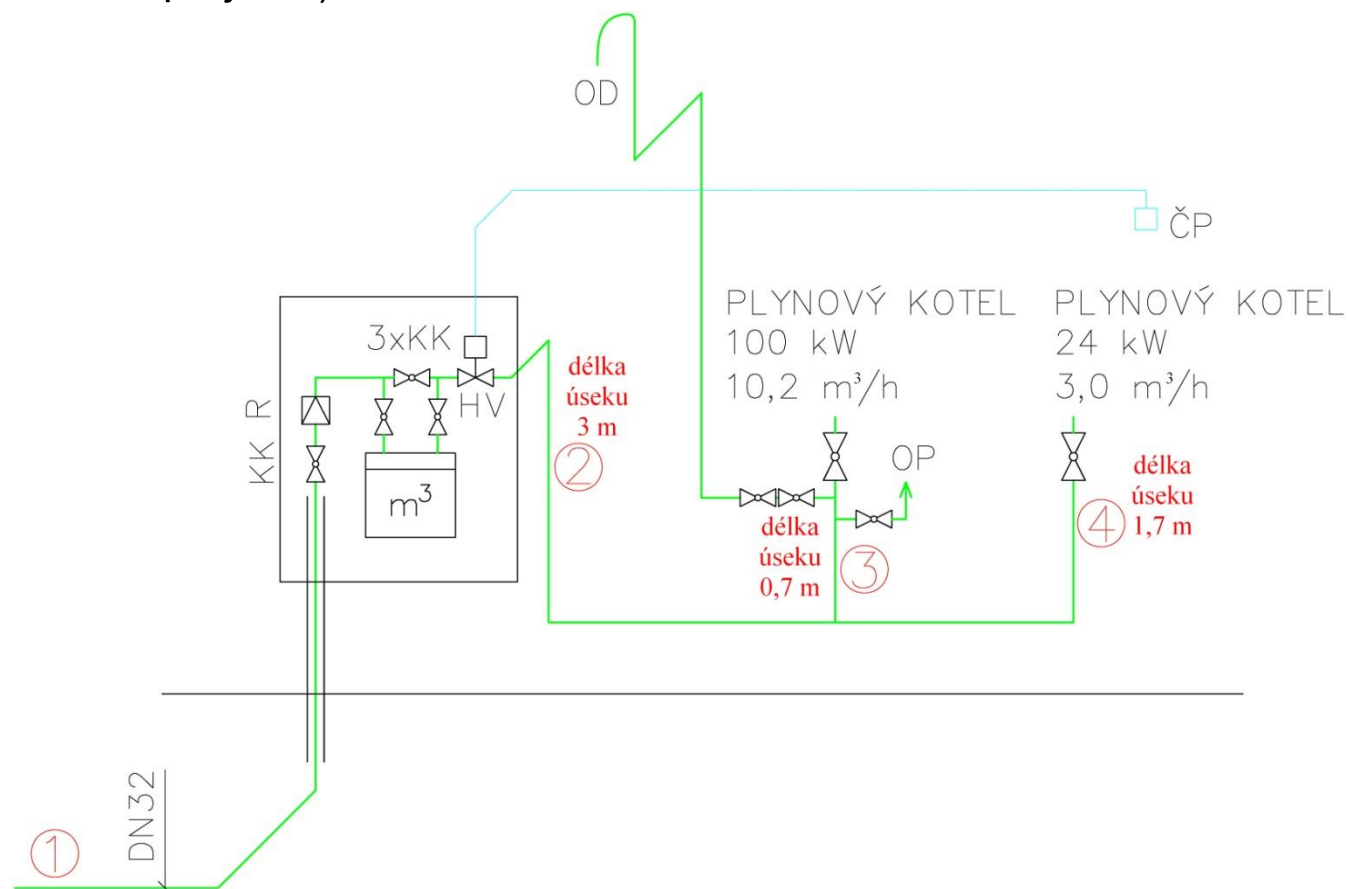 OD
ČP
PLYNOVÝ KOTEL
100 kW
10,2 m³/h
PLYNOVÝ KOTEL
24 kW
3,0 m³/h
3xKK
HV
KK R
m³
délka
úseku
3 m
2
OP
délka
úseku
0,7 m
3
délka
úseku
1,7 m
4
DN32
1